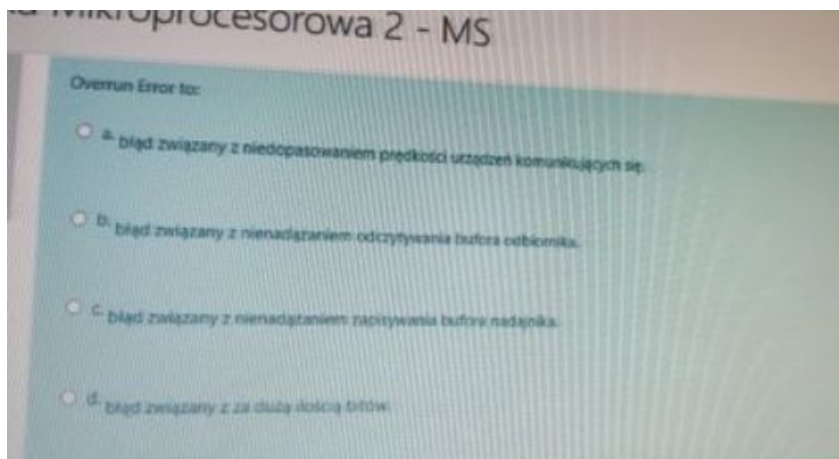 Mikroprocesorowa 2 - MS
Overrun Error to:
a. błąd związany z niedopasowaniem prędkości urządzeń komunikujących się.
b. błąd związany z nienadążaniem odczytywania bufora odbiornika.
c. błąd związany z nienadążaniem zapisywania bufora nadajnika.
d. błąd związany z za dużą ilością bitów.